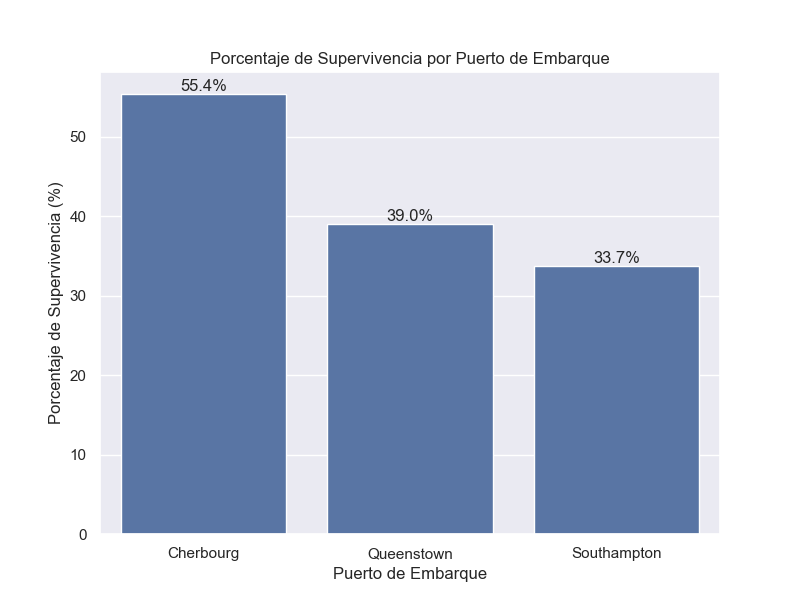 Porcentaje de Supervivencia por Puerto de Embarque
55.4%
39.0%
33.7%
50
40
30
20
10
0
Porcentaje de Supervivencia (%)
Cherbourg
Queenstown
Southampton
Puerto de Embarque